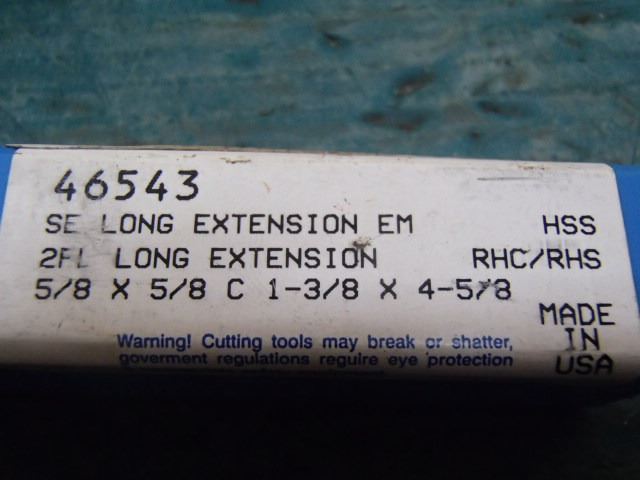 46543
SE LONG EXTENSION EM HSS
2FL LONG EXTENSION RHC/RHS
5/8 X 5/8 C 1-3/8 X 4-5/8
MADE
IN
USA
Warning! Cutting tools may break or shatter,
goverment regulations require eye protection